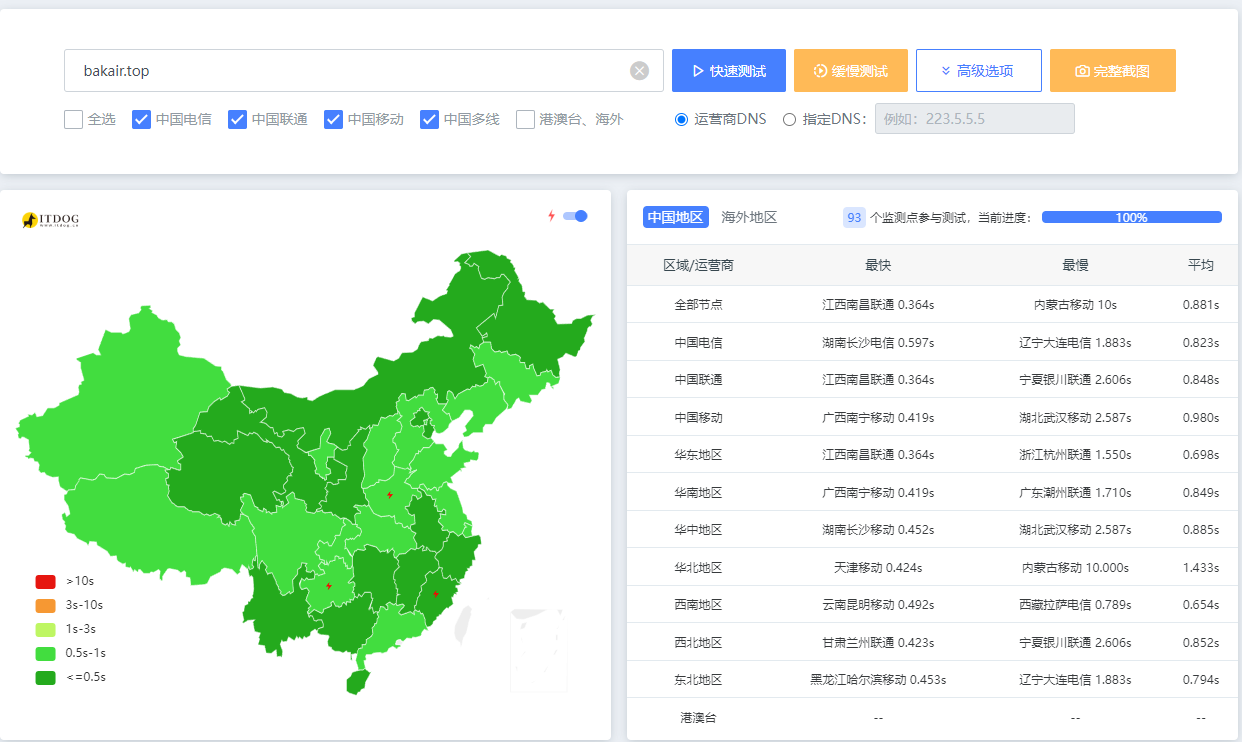 bakair.top
快速测试 缓慢测试 高级选项 完整截图
全选 中国电信 中国联通 中国移动 中国多线 港澳台、海外 运营商DNS 指定DNS: 例如：223.5.5.5
ITDOG
www.itdog.cn
>10s
3s-10s
1s-3s
0.5s-1s
<=0.5s
中国地区 海外地区 93 个监测点参与测试，当前进度： 100%
区域/运营商 最快 最慢 平均
全部节点 江西南昌联通 0.364s 内蒙古移动 10s 0.881s
中国电信 湖南长沙电信 0.597s 辽宁大连电信 1.883s 0.823s
中国联通 江西南昌联通 0.364s 宁夏银川联通 2.606s 0.848s
中国移动 广西南宁移动 0.419s 湖北武汉移动 2.587s 0.980s
华东地区 江西南昌联通 0.364s 浙江杭州联通 1.550s 0.698s
华南地区 广西南宁移动 0.419s 广东潮州联通 1.710s 0.849s
华中地区 湖南长沙移动 0.452s 湖北武汉移动 2.587s 0.885s
华北地区 天津移动 0.424s 内蒙古移动 10.000s 1.433s
西南地区 云南昆明移动 0.492s 西藏拉萨电信 0.789s 0.654s
西北地区 甘肃兰州联通 0.423s 宁夏银川联通 2.606s 0.852s
东北地区 黑龙江哈尔滨移动 0.453s 辽宁大连电信 1.883s 0.794s
港澳台 -- -- --